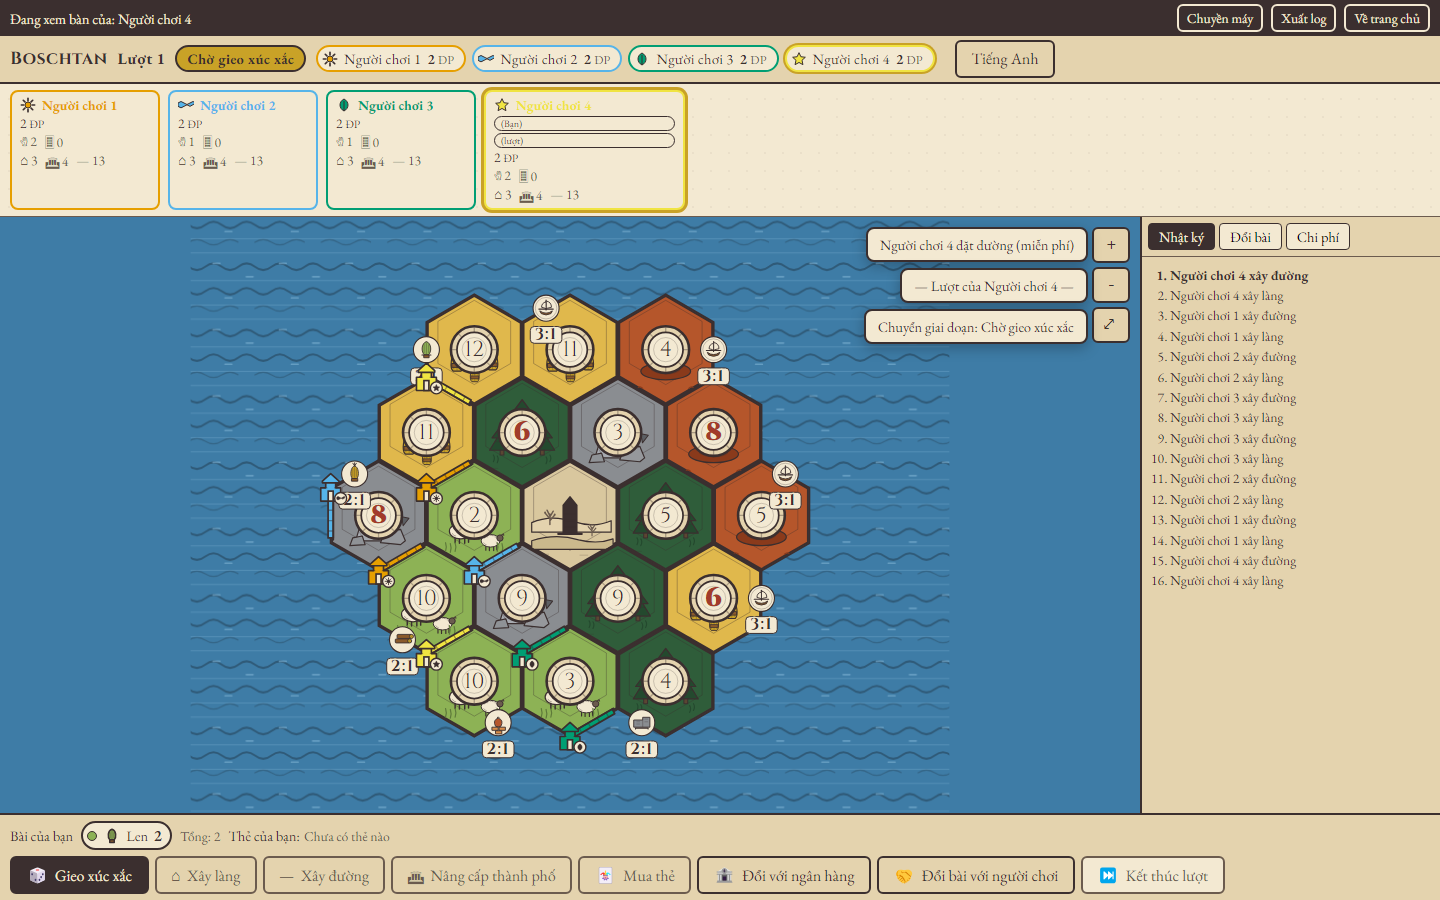 Đang xem bàn của: Người chơi 4
Chuyển máy
Xuất log
Về trang chủ
BOSCHTAN
Lượt 1
Chờ gieo xúc xắc
Người chơi 1 2 DP
Người chơi 2 2 DP
Người chơi 3 2 DP
Người chơi 4 2 DP
Tiếng Anh
Người chơi 1
2 ĐP
2 0
3 4 — 13
Người chơi 2
2 ĐP
1 0
3 4 — 13
Người chơi 3
2 ĐP
1 0
3 4 — 13
Người chơi 4
(Bạn)
(lượt)
2 ĐP
2 0
3 4 — 13
Người chơi 4 đặt đường (miễn phí)
+
— Lượt của Người chơi 4 —
-
Chuyển giai đoạn: Chờ gieo xúc xắc
12
3:1
11
4
3:1
11
6
3
8
2:1
8
2
5
5
3:1
10
9
9
6
3:1
2:1
10
3
4
2:1
2:1
Nhật ký
Đổi bài
Chi phí
1. Người chơi 4 xây đường
2. Người chơi 4 xây làng
3. Người chơi 1 xây đường
4. Người chơi 1 xây làng
5. Người chơi 2 xây đường
6. Người chơi 2 xây làng
7. Người chơi 3 xây đường
8. Người chơi 3 xây làng
9. Người chơi 3 xây đường
10. Người chơi 3 xây làng
11. Người chơi 2 xây đường
12. Người chơi 2 xây làng
13. Người chơi 1 xây đường
14. Người chơi 1 xây làng
15. Người chơi 4 xây đường
16. Người chơi 4 xây làng
Bài của bạn
Len 2
Tổng: 2
Thẻ của bạn: Chưa có thẻ nào
Gieo xúc xắc
Xây làng
— Xây đường
Nâng cấp thành phố
Mua thẻ
Đổi với ngân hàng
Đổi bài với người chơi
Kết thúc lượt